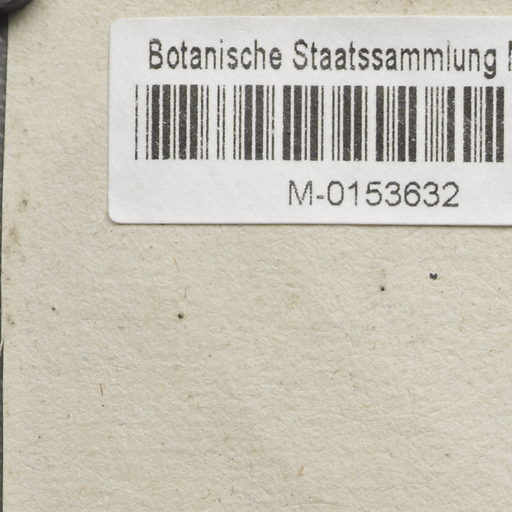 Botanische Staatssammlung
M-0153632